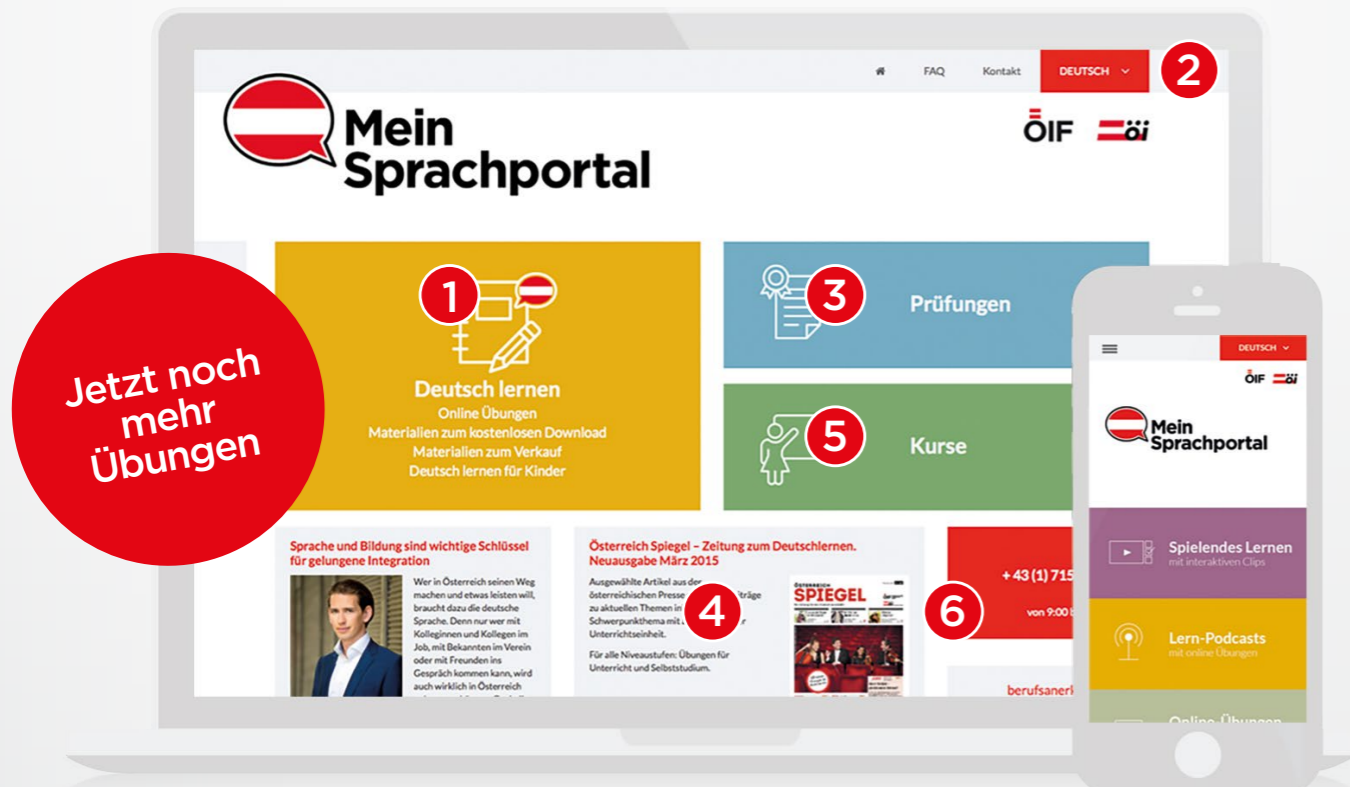 FAQ Kontakt DEUTSCH
2
Mein
Sprachportal
ÖIF öi
Jetzt noch
mehr
Übungen
1
Deutsch lernen
Online Übungen
Materialien zum kostenlosen Download
Materialien zum Verkauf
Deutsch lernen für Kinder
3
Prüfungen
5
Kurse
Sprache und Bildung sind wichtige Schlüssel
für gelungene Integration
Wer in Österreich seinen Weg
machen und etwas leisten will,
braucht dazu die deutsche
Sprache. Denn nur wer mit
Kolleginnen und Kollegen im
Job, mit Bekannten im Verein
oder mit Freunden ins
Gespräch kommen kann, wird
auch wirklich in Österreich
Österreich Spiegel – Zeitung zum Deutschlernen.
Neuausgabe März 2015
Ausgewählte Artikel aus der
österreichischen Presse
zu aktuellen Themen
Schwerpunktthema mit
Unterrichtseinheit.
4
Für alle Niveaustufen: Übungen für
Unterricht und Selbststudium.
ÖSTERREICH
SPIEGEL
6
+ 43 (1) 715
von 9:00
DEUTSCH
ÖIF öi
Mein
Sprachportal
Spielendes Lernen
mit interaktiven Clips
Lern-Podcasts
mit online Übungen
Online-Übungen